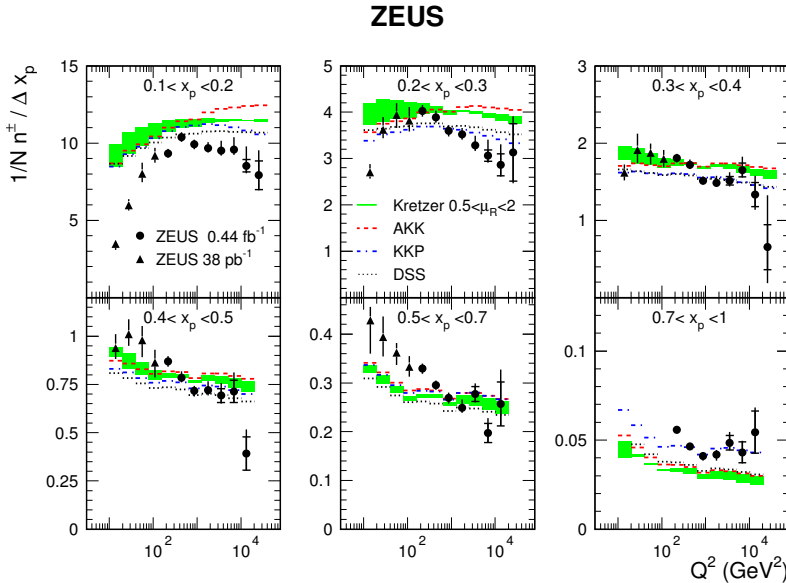 ZEUS
1/N n± / Δ x_p
0.1< x_p <0.2
0.2< x_p <0.3
0.3< x_p <0.4
15
10
5
5
4
3
2
1
0
3
2
1
ZEUS 0.44 fb⁻¹
ZEUS 38 pb⁻¹
Kretzer 0.5<μ_R<2
AKK
KKP
DSS
0.4< x_p <0.5
0.5< x_p <0.7
0.7< x_p <1
1
0.75
0.5
0.25
0
0.4
0.3
0.2
0.1
0
0.1
0.05
0
10² 10³ 10⁴
10² 10³ 10⁴
10² 10³ 10⁴
Q² (GeV²)